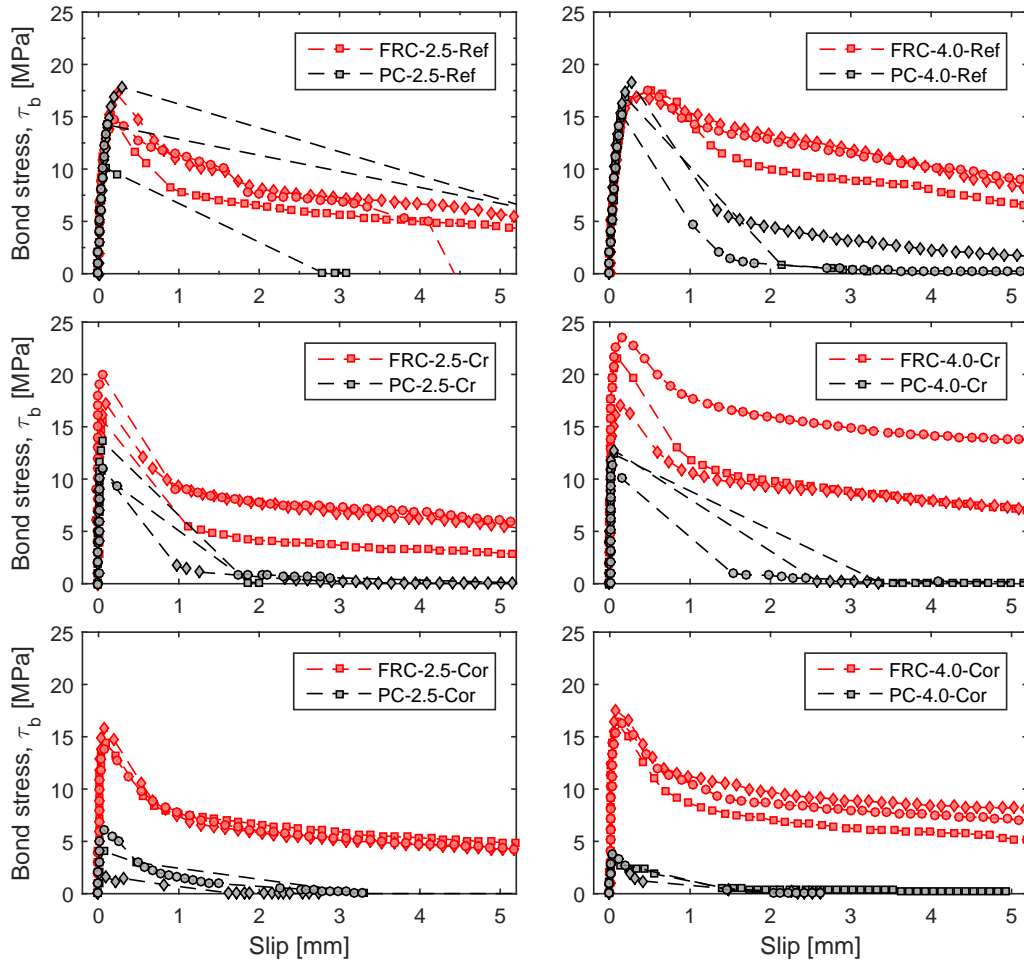 25
20
15
10
5
0
Bond stress, τ_b [MPa]
FRC-2.5-Ref
PC-2.5-Ref
0 1 2 3 4 5
25
20
15
10
5
0
FRC-4.0-Ref
PC-4.0-Ref
0 1 2 3 4 5
25
20
15
10
5
0
Bond stress, τ_b [MPa]
FRC-2.5-Cr
PC-2.5-Cr
0 1 2 3 4 5
25
20
15
10
5
0
FRC-4.0-Cr
PC-4.0-Cr
0 1 2 3 4 5
25
20
15
10
5
0
Bond stress, τ_b [MPa]
FRC-2.5-Cor
PC-2.5-Cor
0 1 2 3 4 5
Slip [mm]
25
20
15
10
5
0
FRC-4.0-Cor
PC-4.0-Cor
0 1 2 3 4 5
Slip [mm]